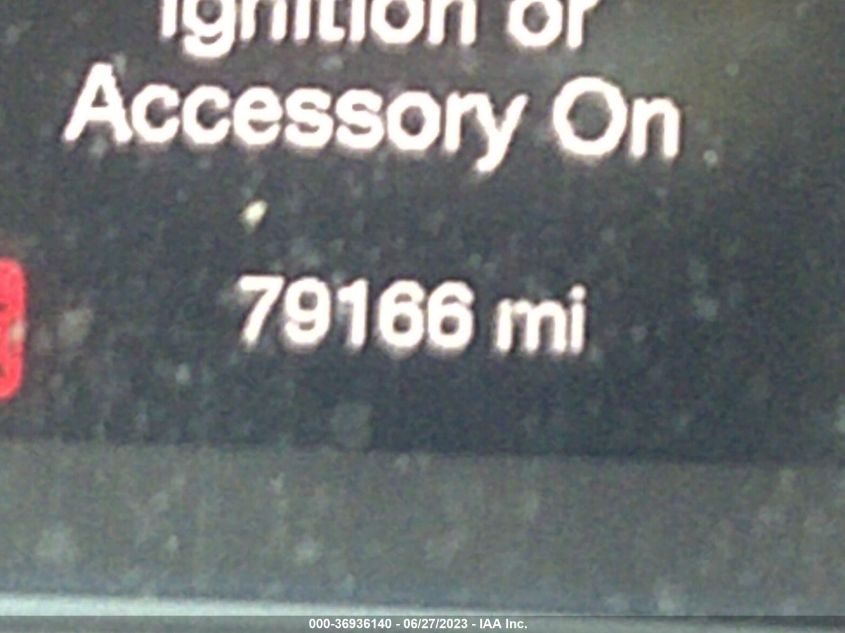 Ignition or
Accessory On
79166 mi
000-36936140 - 06/27/2023 - IAA Inc.